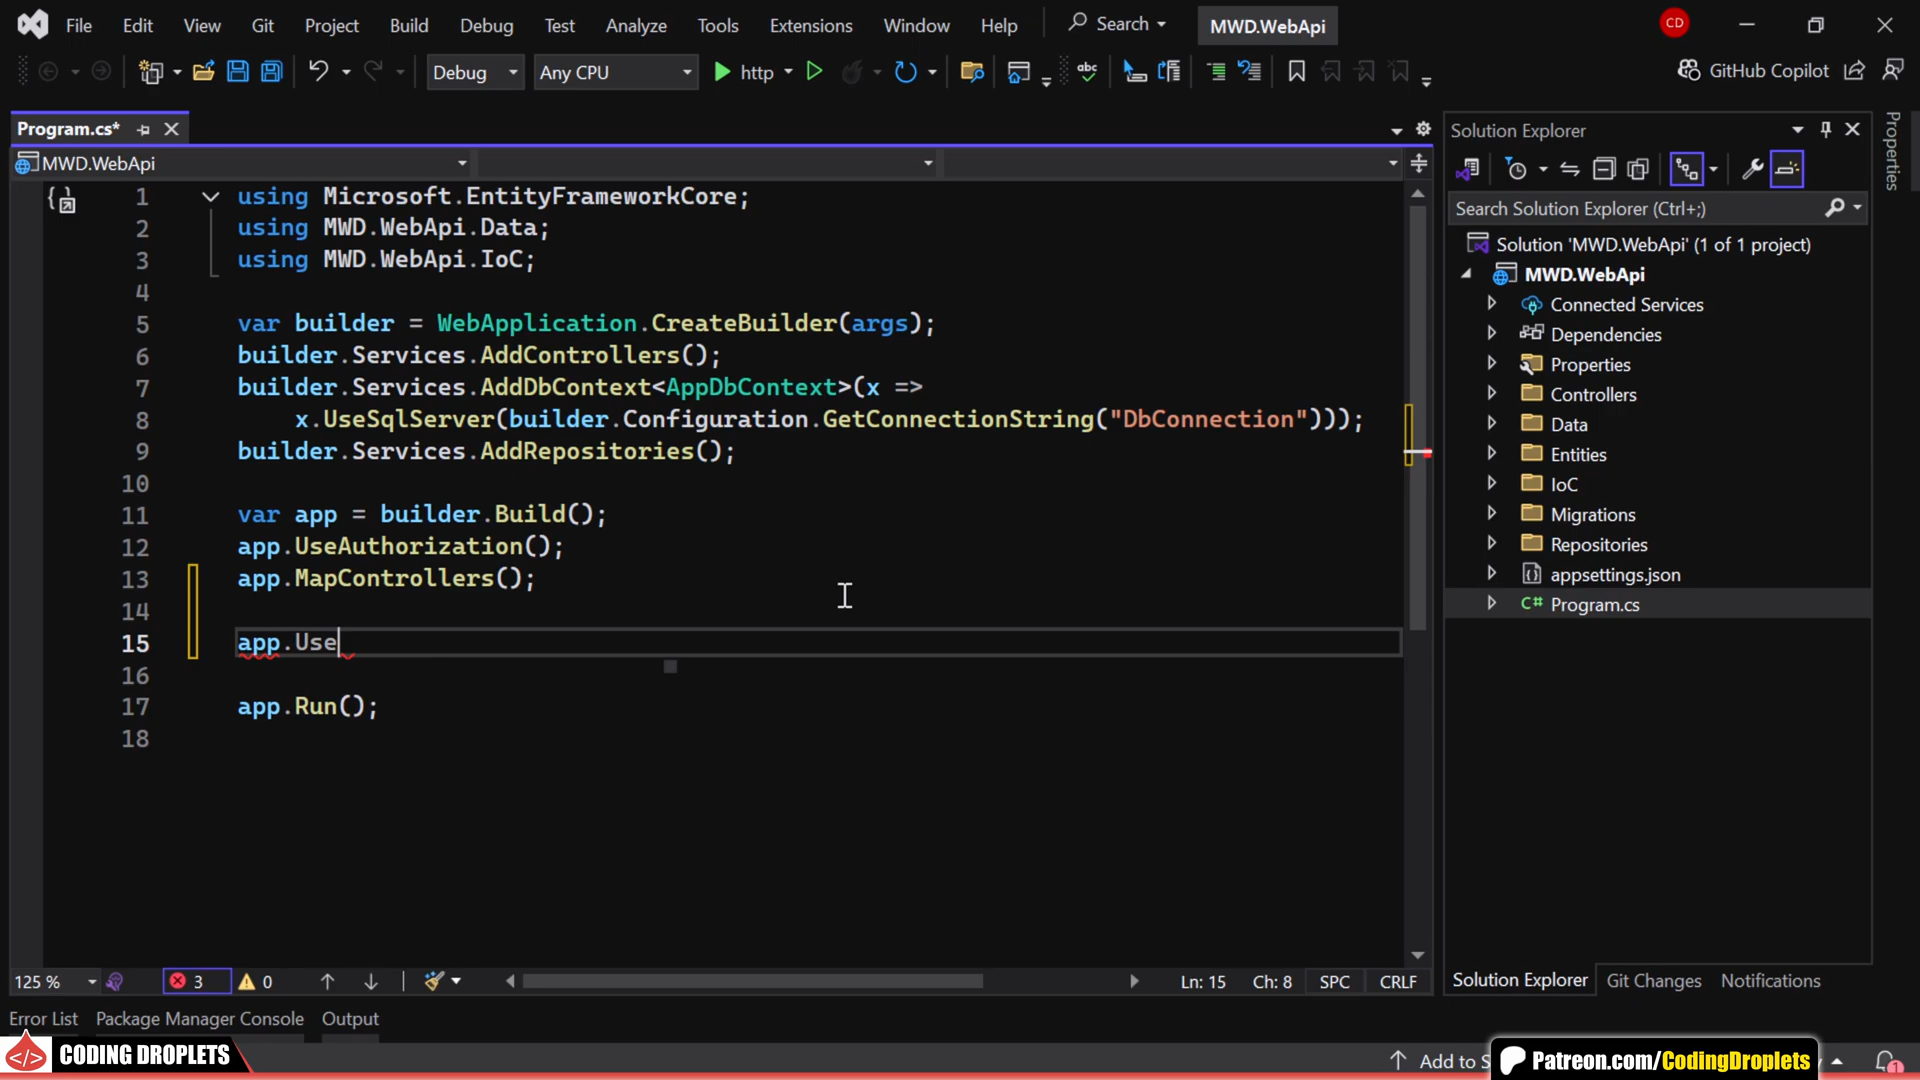 File Edit View Git Project Build Debug Test Analyze Tools Extensions Window Help Search MWD.WebApi CD
Debug Any CPU http abc GitHub Copilot
Program.cs*
MWD.WebApi
1 using Microsoft.EntityFrameworkCore;
2 using MWD.WebApi.Data;
3 using MWD.WebApi.IoC;
4
5 var builder = WebApplication.CreateBuilder(args);
6 builder.Services.AddControllers();
7 builder.Services.AddDbContext<AppDbContext>(x =>
8 x.UseSqlServer(builder.Configuration.GetConnectionString("DbConnection")));
9 builder.Services.AddRepositories();
10
11 var app = builder.Build();
12 app.UseAuthorization();
13 app.MapControllers();
14
15 app.Use
16
17 app.Run();
18
125 % 3 0 Ln: 15 Ch: 8 SPC CRLF
Solution Explorer
Search Solution Explorer (Ctrl+;)
Solution 'MWD.WebApi' (1 of 1 project)
MWD.WebApi
Connected Services
Dependencies
Properties
Controllers
Data
Entities
IoC
Migrations
Repositories
appsettings.json
C# Program.cs
Solution Explorer Git Changes Notifications
Properties
Error List Package Manager Console Output
</> CODING DROPLETS
Add to S
Patreon.com/CodingDroplets
1